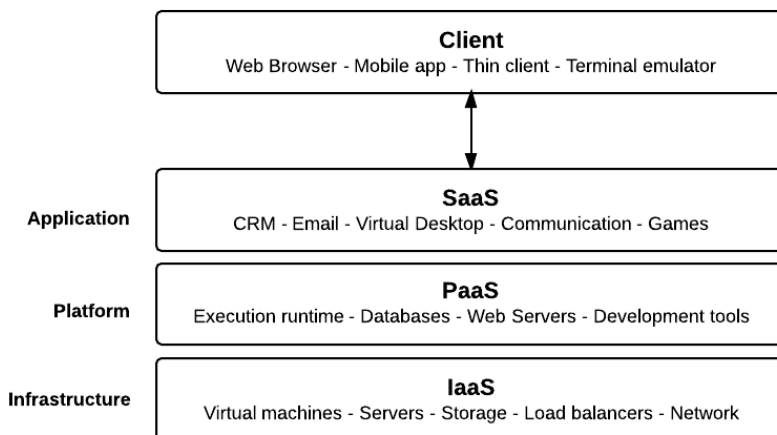 Client
Web Browser - Mobile app - Thin client - Terminal emulator
SaaS
Application
CRM - Email - Virtual Desktop - Communication - Games
PaaS
Platform
Execution runtime - Databases - Web Servers - Development tools
IaaS
Infrastructure
Virtual machines - Servers - Storage - Load balancers - Network